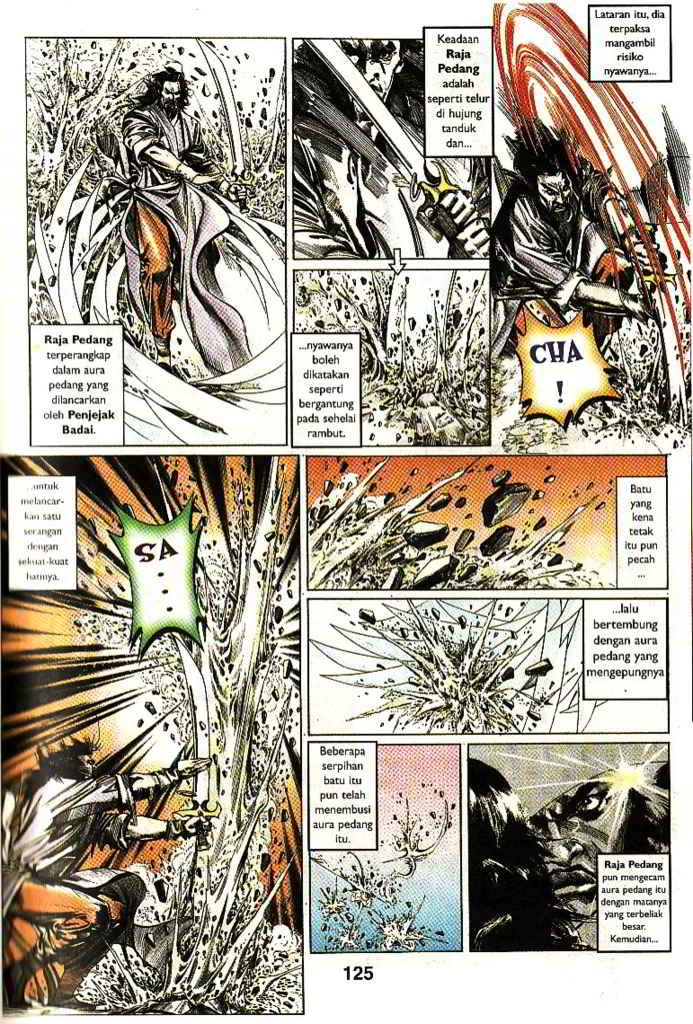 Raja Pedang
terperangkap
dalam aura
pedang yang
dilancarkan
oleh Penjejak
Badai.
Keadaan
Raja
Pedang
adalah
seperti telur
di hujung
tanduk
dan...
...nyawanya
boleh
dikatakan
seperti
bergantung
pada sehelai
rambut.
Lataran itu, dia
terpaksa
mangambil
risiko
nyawanya...
CHA
!
...untuk
melancar-
kan satu
serangan
dengan
sekuat-kuat
hatinya.
SA
.
.
.
Batu
yang
kena
tetak
itu pun
pecah
...
...lalu
bertembung
dengan aura
pedang yang
mengepungnya
.
Beberapa
serpihan
batu itu
pun telah
menembusi
aura pedang
itu.
Raja Pedang
pun mengecam
aura pedang itu
dengan matanya
yang terbeliak
besar.
Kemudian...
125